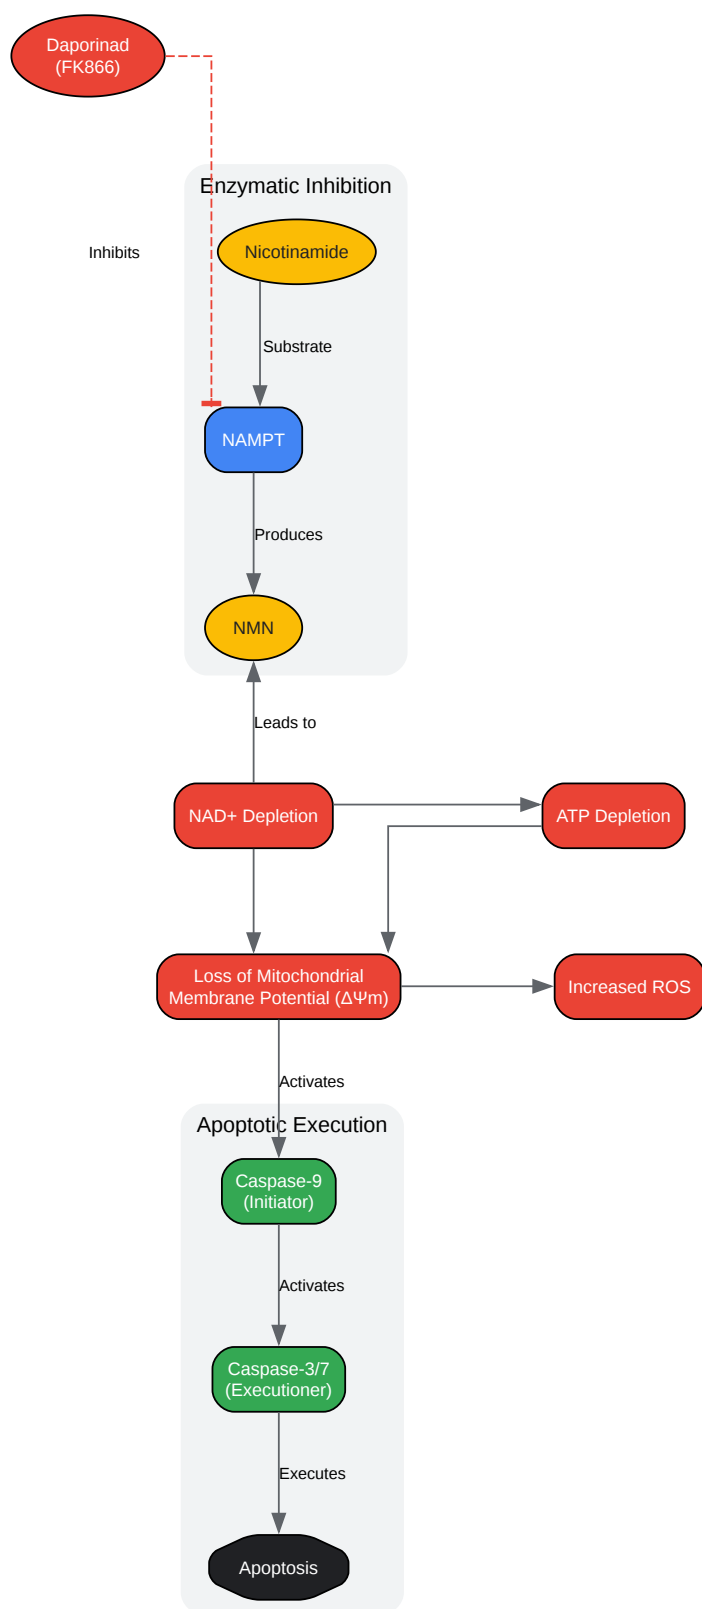 Daporinad
(FK866)
Enzymatic Inhibition
Inhibits
Nicotinamide
Substrate
NAMPT
Produces
NMN
Leads to
NAD+ Depletion
ATP Depletion
Loss of Mitochondrial
Membrane Potential (ΔΨm)
Increased ROS
Activates
Apoptotic Execution
Caspase-9
(Initiator)
Activates
Caspase-3/7
(Executioner)
Executes
Apoptosis